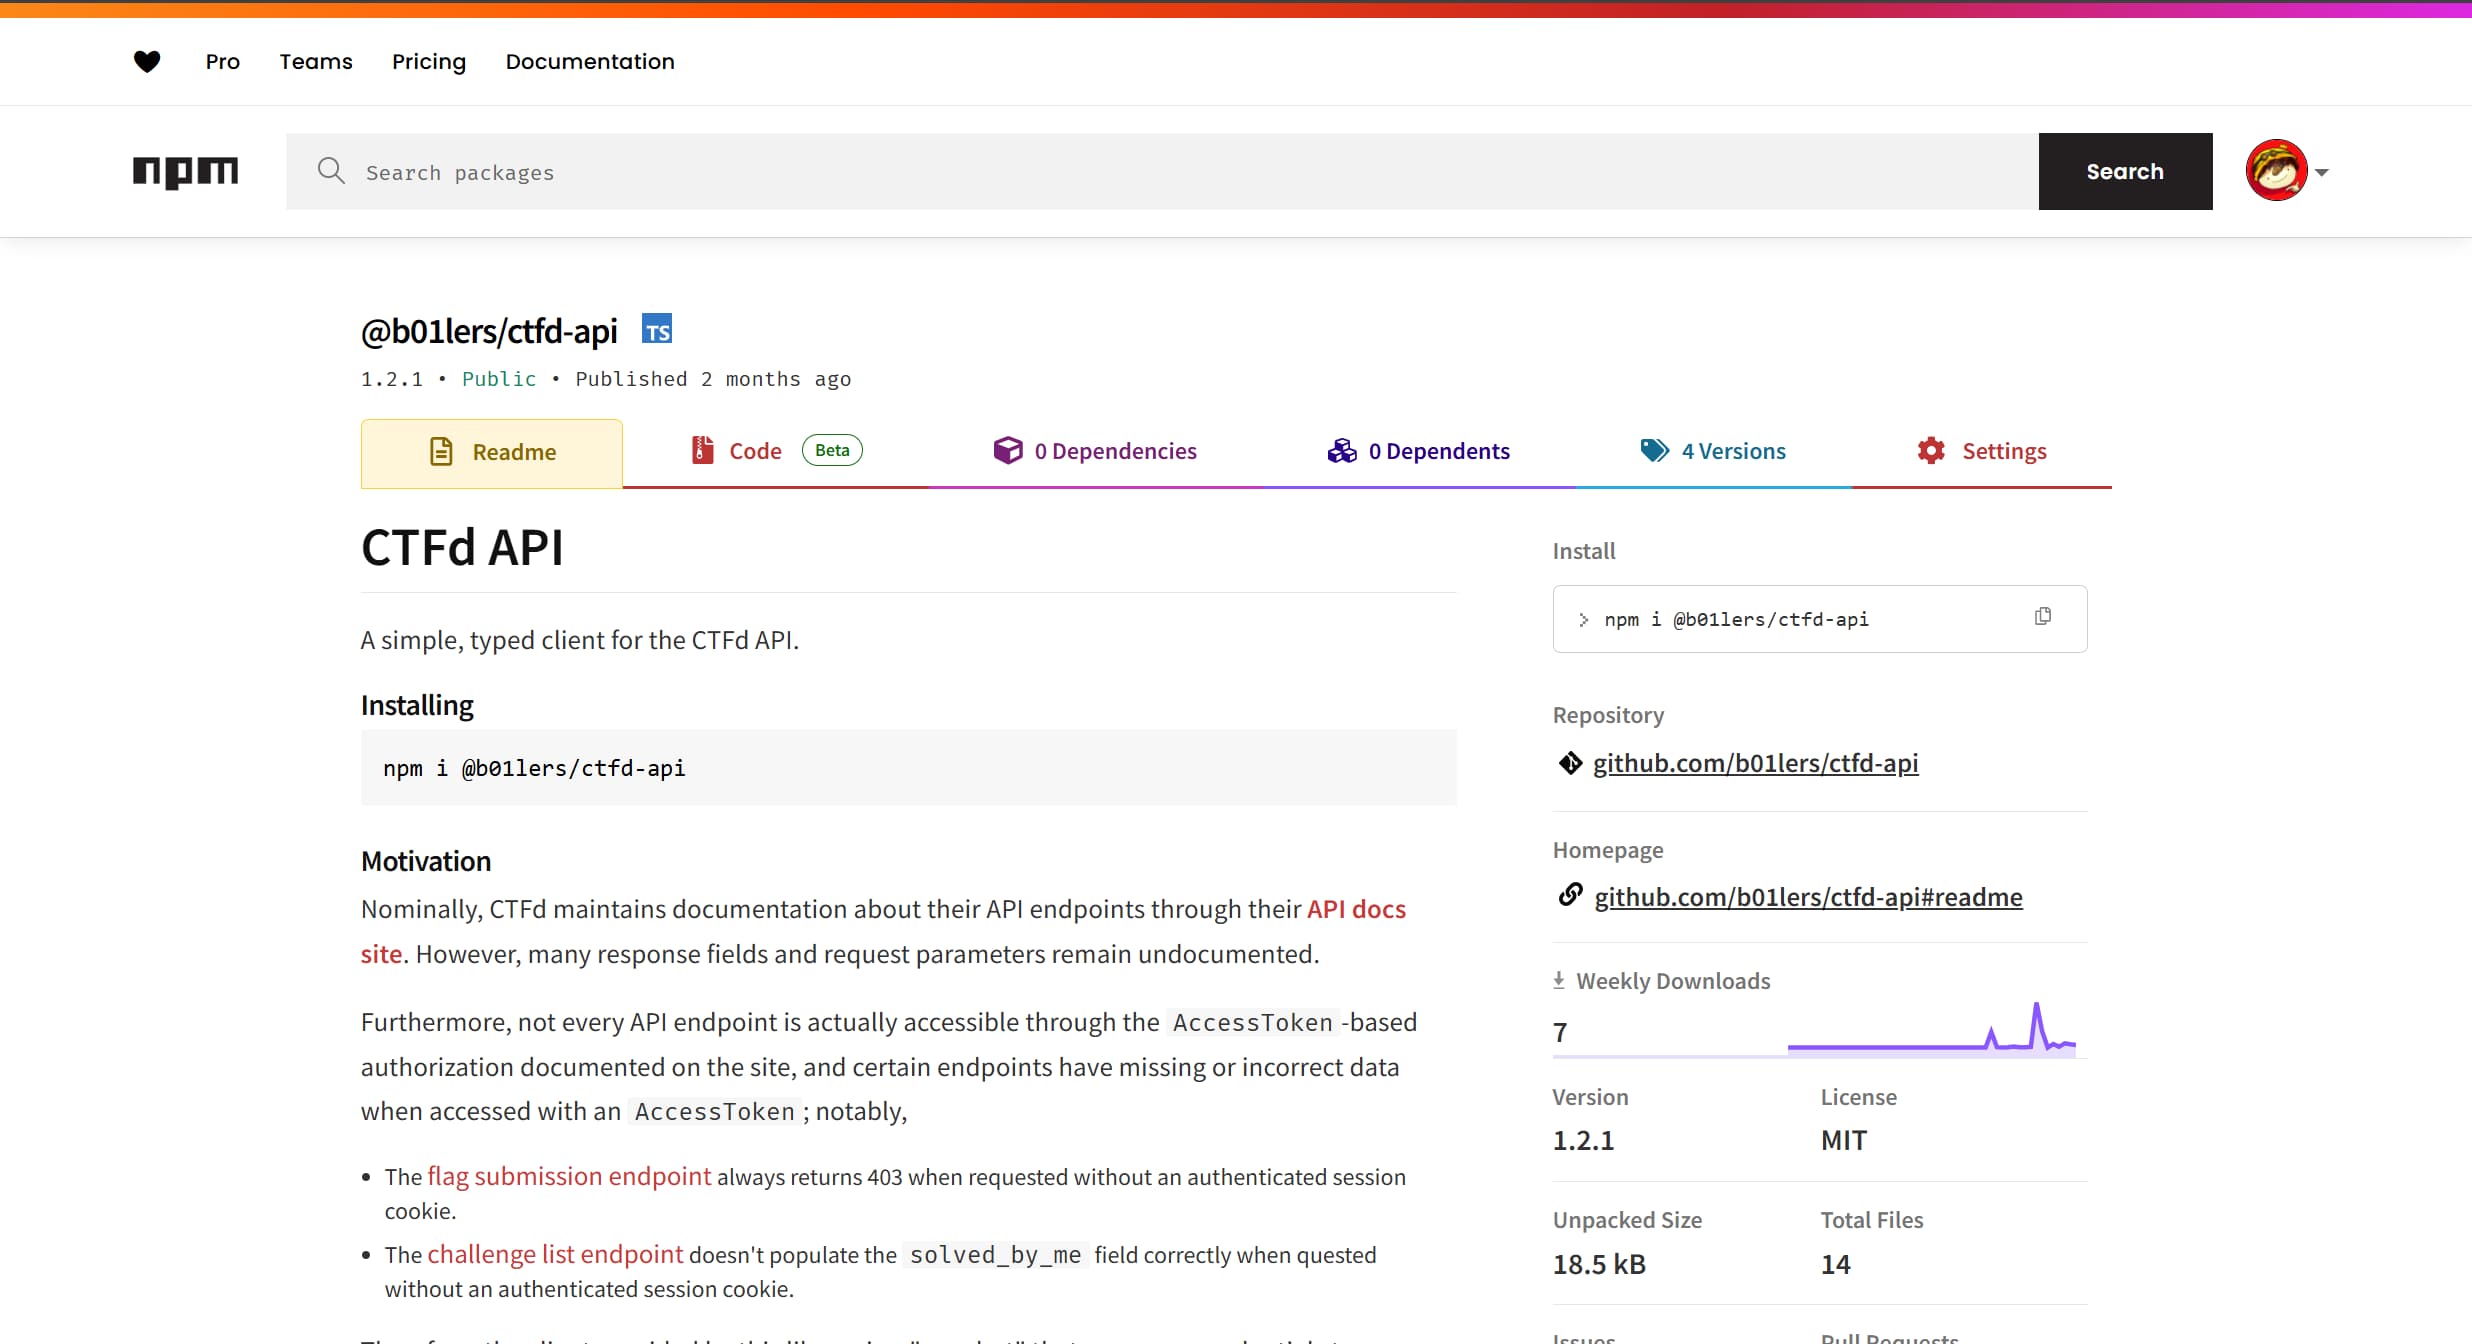 Pro Teams Pricing Documentation
npm Search packages Search
@b01lers/ctfd-api TS
1.2.1 • Public • Published 2 months ago
Readme Code Beta 0 Dependencies 0 Dependents 4 Versions Settings
CTFd API
A simple, typed client for the CTFd API.
Installing
npm i @b01lers/ctfd-api
Motivation
Nominally, CTFd maintains documentation about their API endpoints through their API docs
site. However, many response fields and request parameters remain undocumented.
Furthermore, not every API endpoint is actually accessible through the AccessToken-based
authorization documented on the site, and certain endpoints have missing or incorrect data
when accessed with an AccessToken; notably,
• The flag submission endpoint always returns 403 when requested without an authenticated session
cookie.
• The challenge list endpoint doesn't populate the solved_by_me field correctly when quested
without an authenticated session cookie.
Install
> npm i @b01lers/ctfd-api
Repository
github.com/b01lers/ctfd-api
Homepage
github.com/b01lers/ctfd-api#readme
Weekly Downloads
7
Version License
1.2.1 MIT
Unpacked Size Total Files
18.5 kB 14
Issues Pull Requests